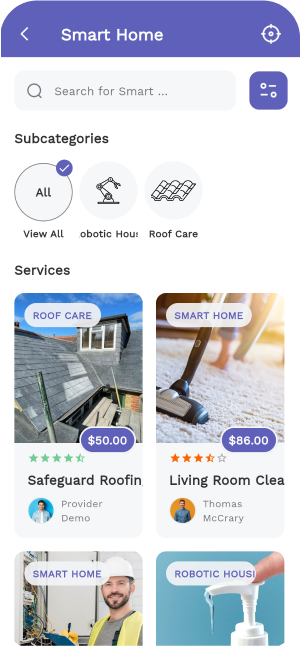 Smart Home
Search for Smart ...
Subcategories
All
View All
obotic Hous
Roof Care
Services
ROOF CARE
SMART HOME
$50.00
$86.00
Safeguard Roofin
Living Room Clea
Provider
Demo
Thomas
McCrary
SMART HOME
ROBOTIC HOUSI